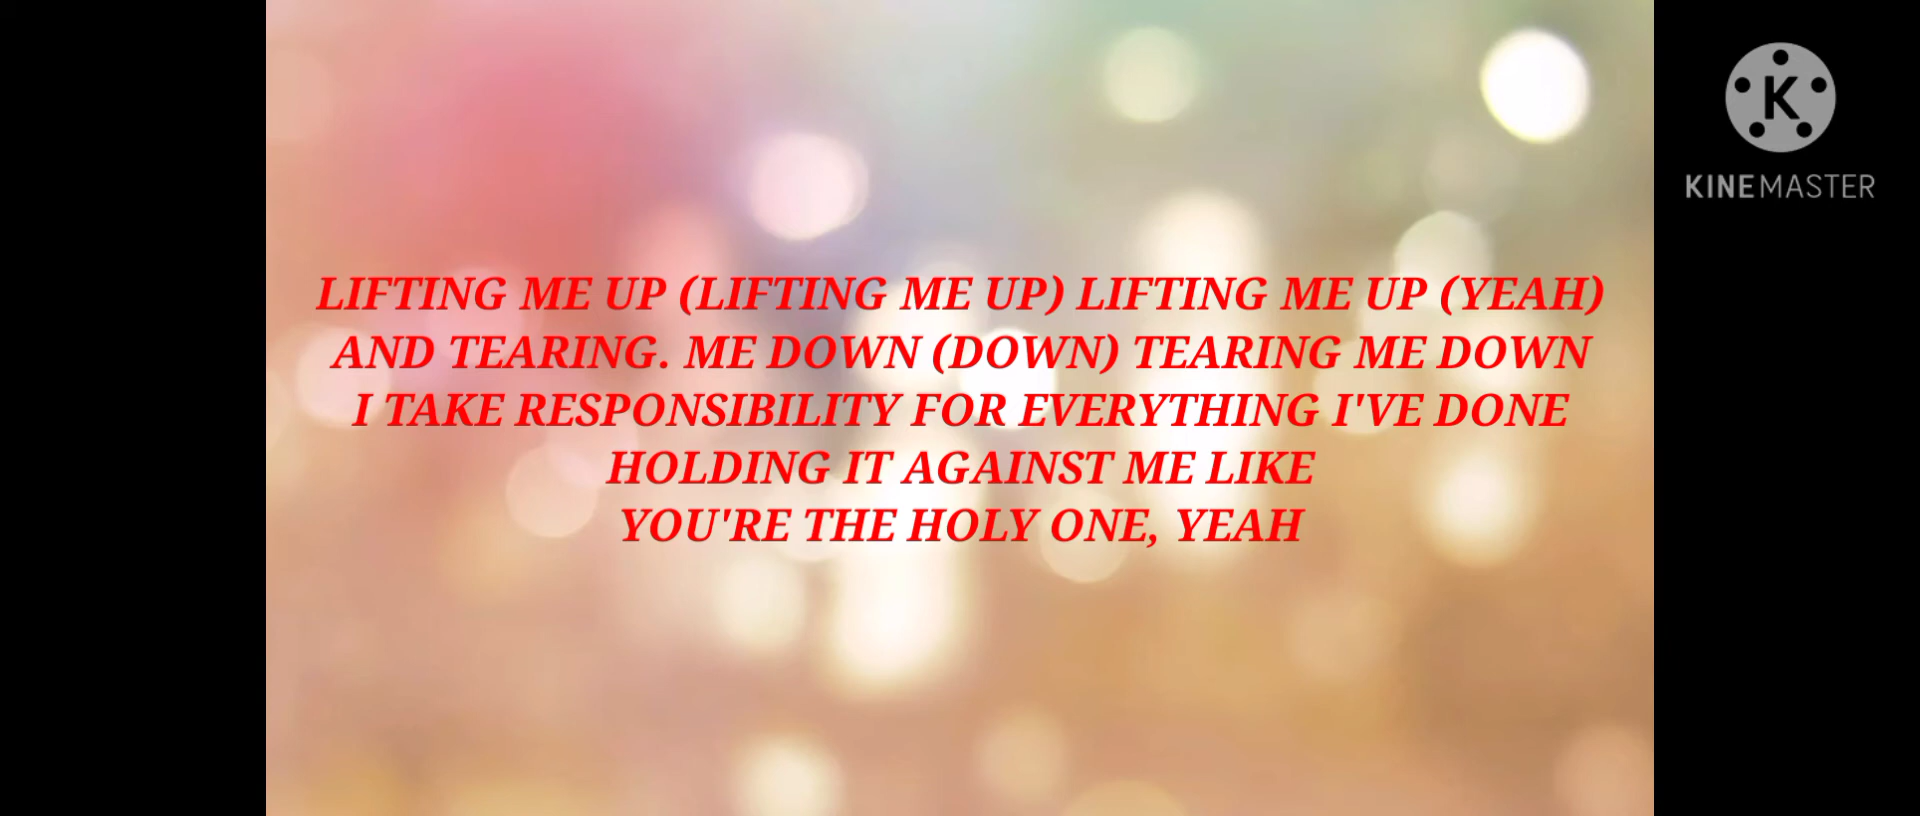 LIFTING ME UP (LIFTING ME UP) LIFTING ME UP (YEAH)
AND TEARING. ME DOWN (DOWN) TEARING ME DOWN
I TAKE RESPONSIBILITY FOR EVERYTHING I'VE DONE
HOLDING IT AGAINST ME LIKE
YOU'RE THE HOLY ONE, YEAH
K
KINEMASTER